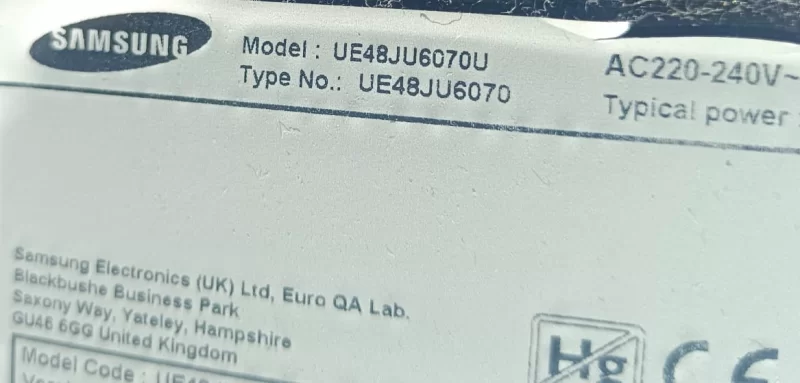 SAMSUNG
Model : UE48JU6070U
Type No.: UE48JU6070
AC220-240V~
Typical power :
Samsung Electronics (UK) Ltd, Euro QA Lab.
Blackbushe Business Park
Saxony Way, Yateley, Hampshire
GU46 6GG United Kingdom
Hg
CE
Model Code :